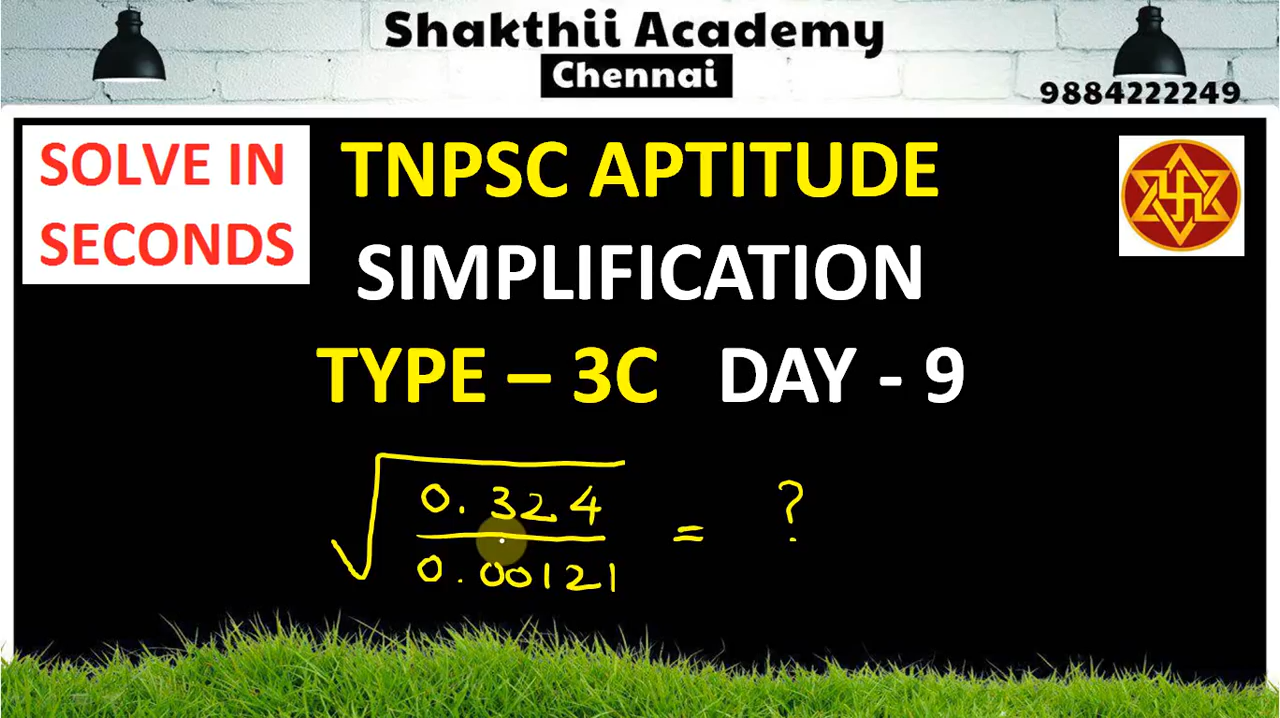 Shakthii Academy
Chennai
9884222249
SOLVE IN
SECONDS
TNPSC APTITUDE
SIMPLIFICATION
TYPE – 3C DAY - 9
√(0.324 / 0.00121) = ?